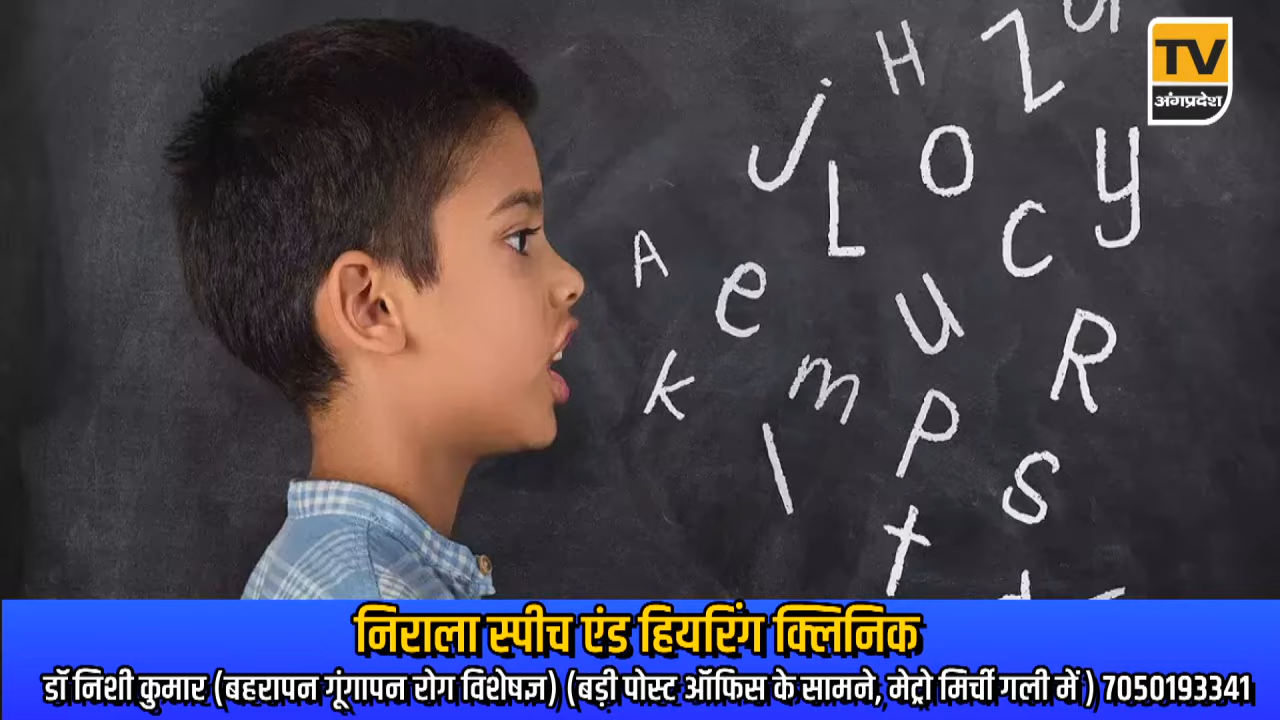 H
Z
TV
अंगप्रदेश
j
L
O
C
y
A
e
u
R
K
m
l
P
S
t
निराला स्पीच एंड हियरिंग क्लिनिक
डॉ निशी कुमार (बहरापन गूंगापन रोग विशेषज्ञ) (बड़ी पोस्ट ऑफिस के सामने, मेट्रो मिर्ची गली में ) 7050193341